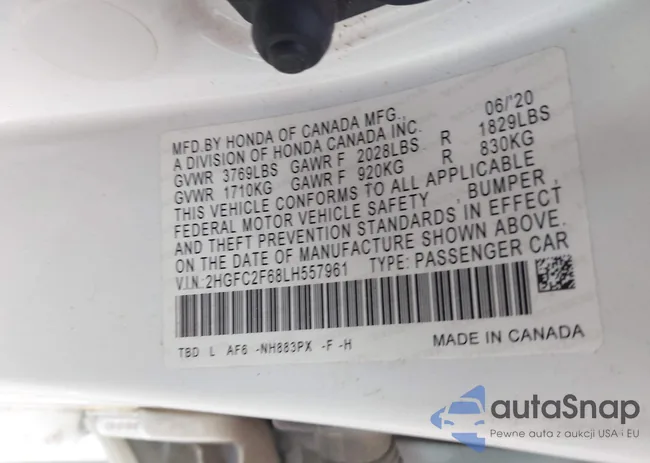 MFD.BY HONDA OF CANADA MFG., 06/'20
A DIVISION OF HONDA CANADA INC.
GVWR 3769LBS GAWR F 2028LBS R 1829LBS
GVWR 1710KG GAWR F 920KG R 830KG
THIS VEHICLE CONFORMS TO ALL APPLICABLE
FEDERAL MOTOR VEHICLE SAFETY , BUMPER ,
AND THEFT PREVENTION STANDARDS IN EFFECT
ON THE DATE OF MANUFACTURE SHOWN ABOVE.
V.I.N.:2HGFC2F68LH557961 TYPE: PASSENGER CAR
TBD L AF6 -NH883PX -F -H MADE IN CANADA
autaSnap
Pewne auta z aukcji USA i EU